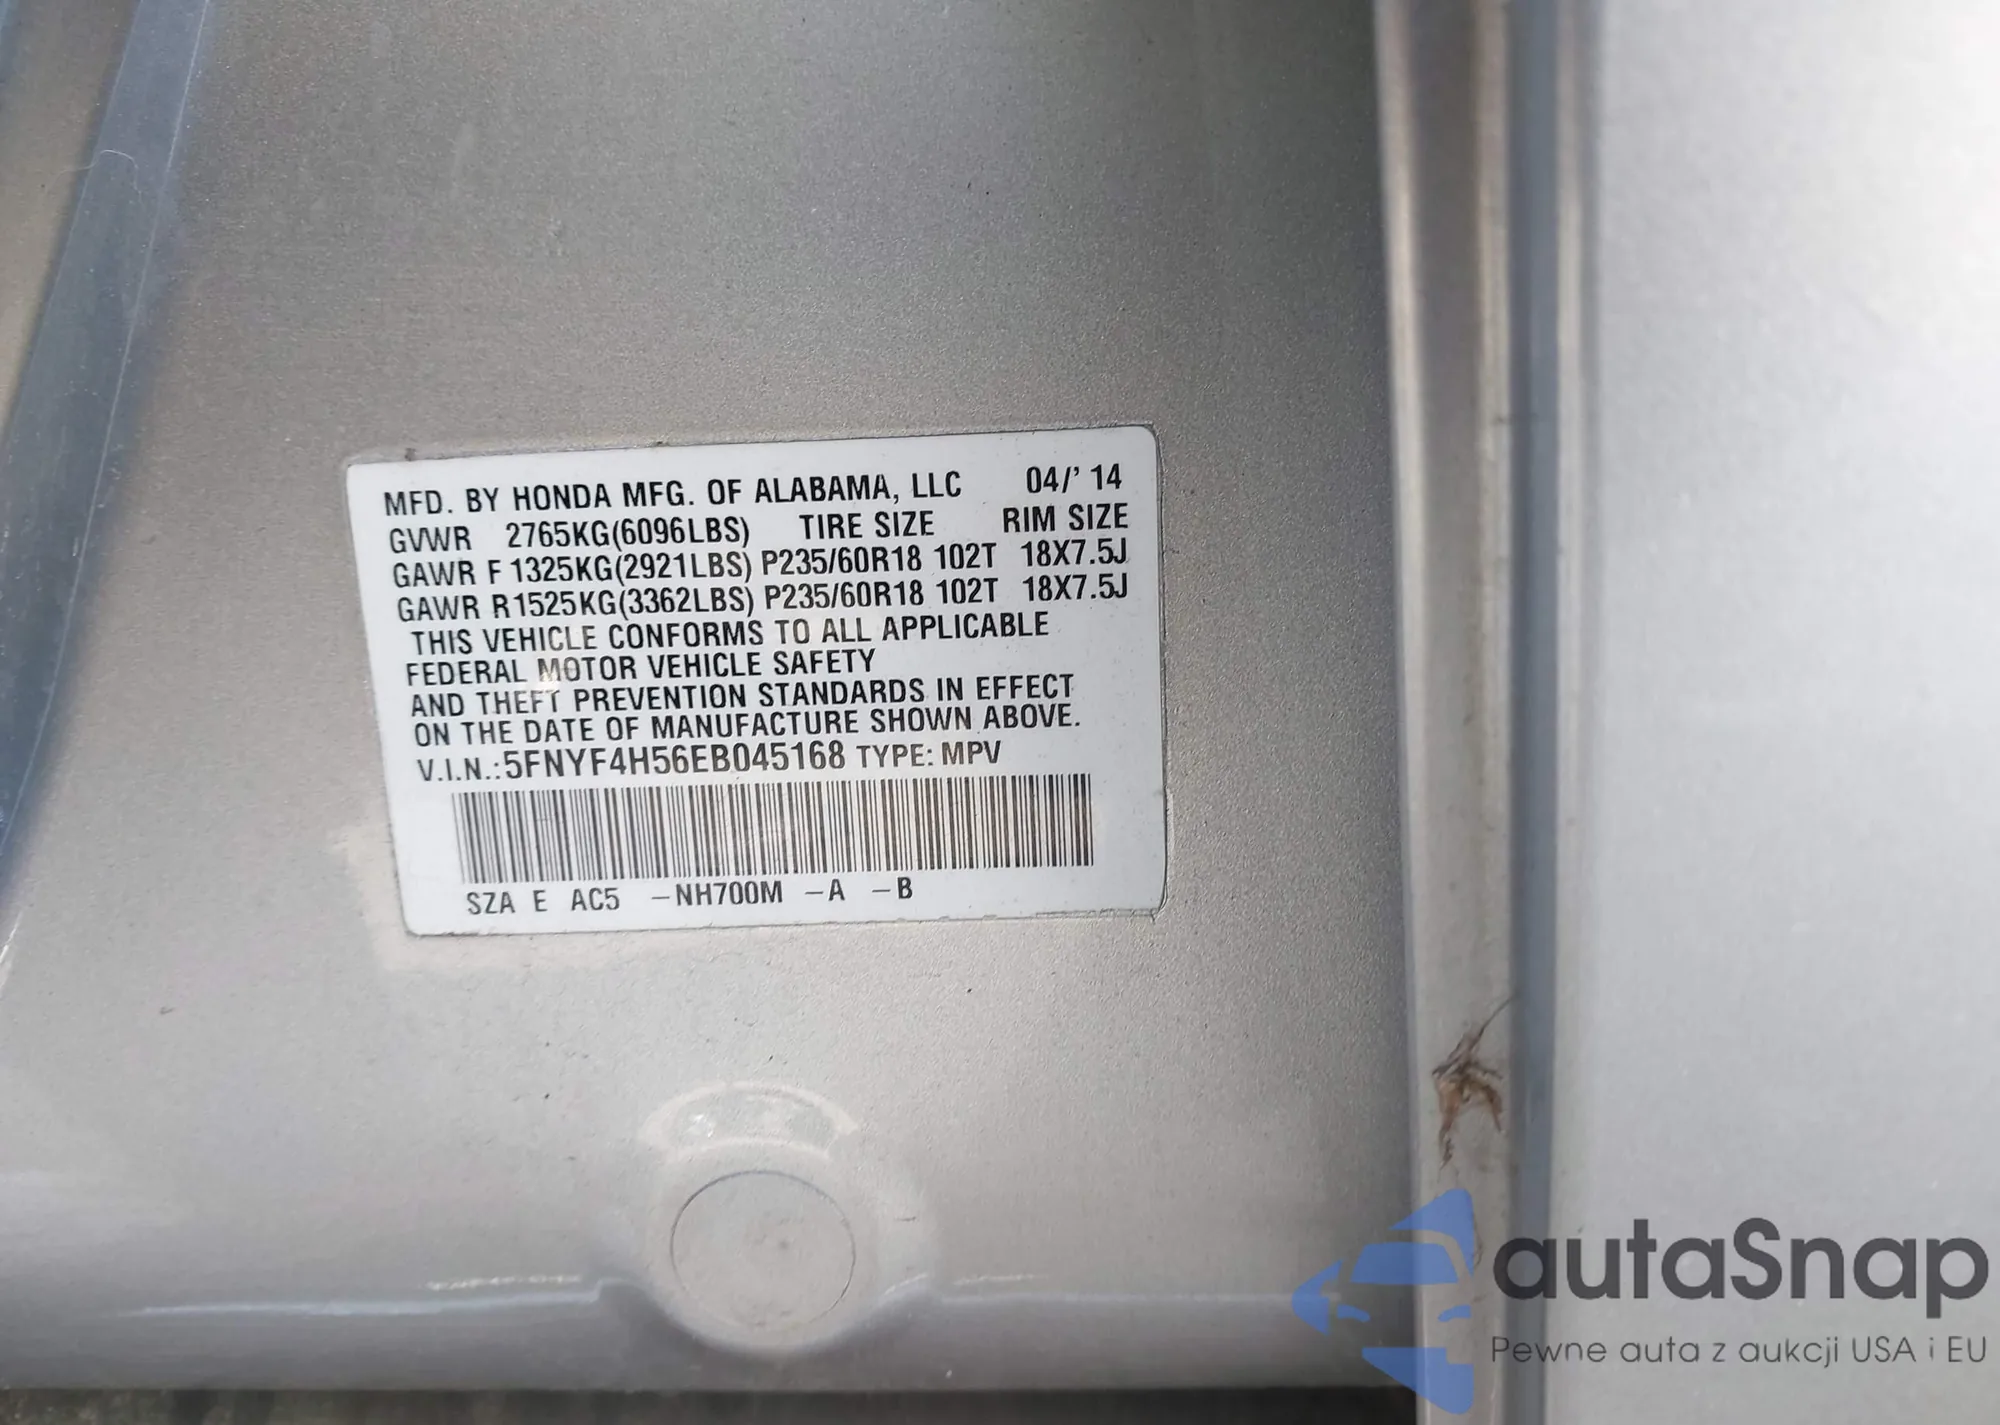 MFD. BY HONDA MFG. OF ALABAMA, LLC 04/' 14
GVWR 2765KG(6096LBS) TIRE SIZE RIM SIZE
GAWR F 1325KG(2921LBS) P235/60R18 102T 18X7.5J
GAWR R1525KG(3362LBS) P235/60R18 102T 18X7.5J
THIS VEHICLE CONFORMS TO ALL APPLICABLE
FEDERAL MOTOR VEHICLE SAFETY
AND THEFT PREVENTION STANDARDS IN EFFECT
ON THE DATE OF MANUFACTURE SHOWN ABOVE.
V.I.N.:5FNYF4H56EB045168 TYPE: MPV
SZA E AC5 –NH700M –A –B
autaSnap
Pewne auta z aukcji USA i EU